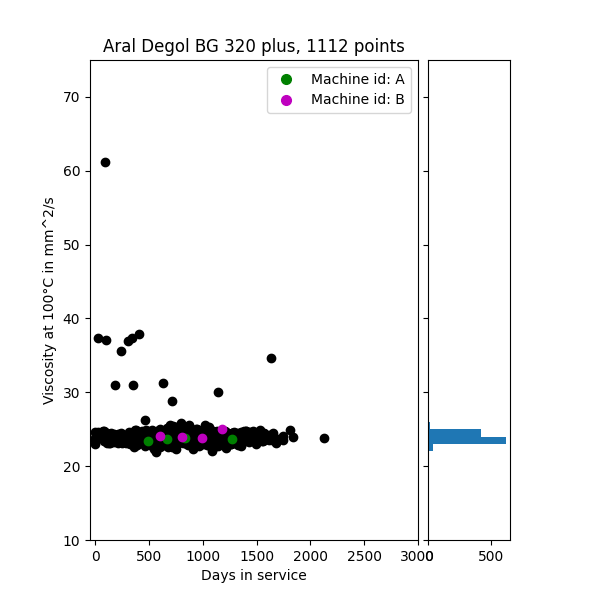 Aral Degol BG 320 plus, 1112 points
Machine id: A
Machine id: B
Viscosity at 100°C in mm^2/s
70
60
50
40
30
20
10
0 500 1000 1500 2000 2500 3000
0 500
Days in service